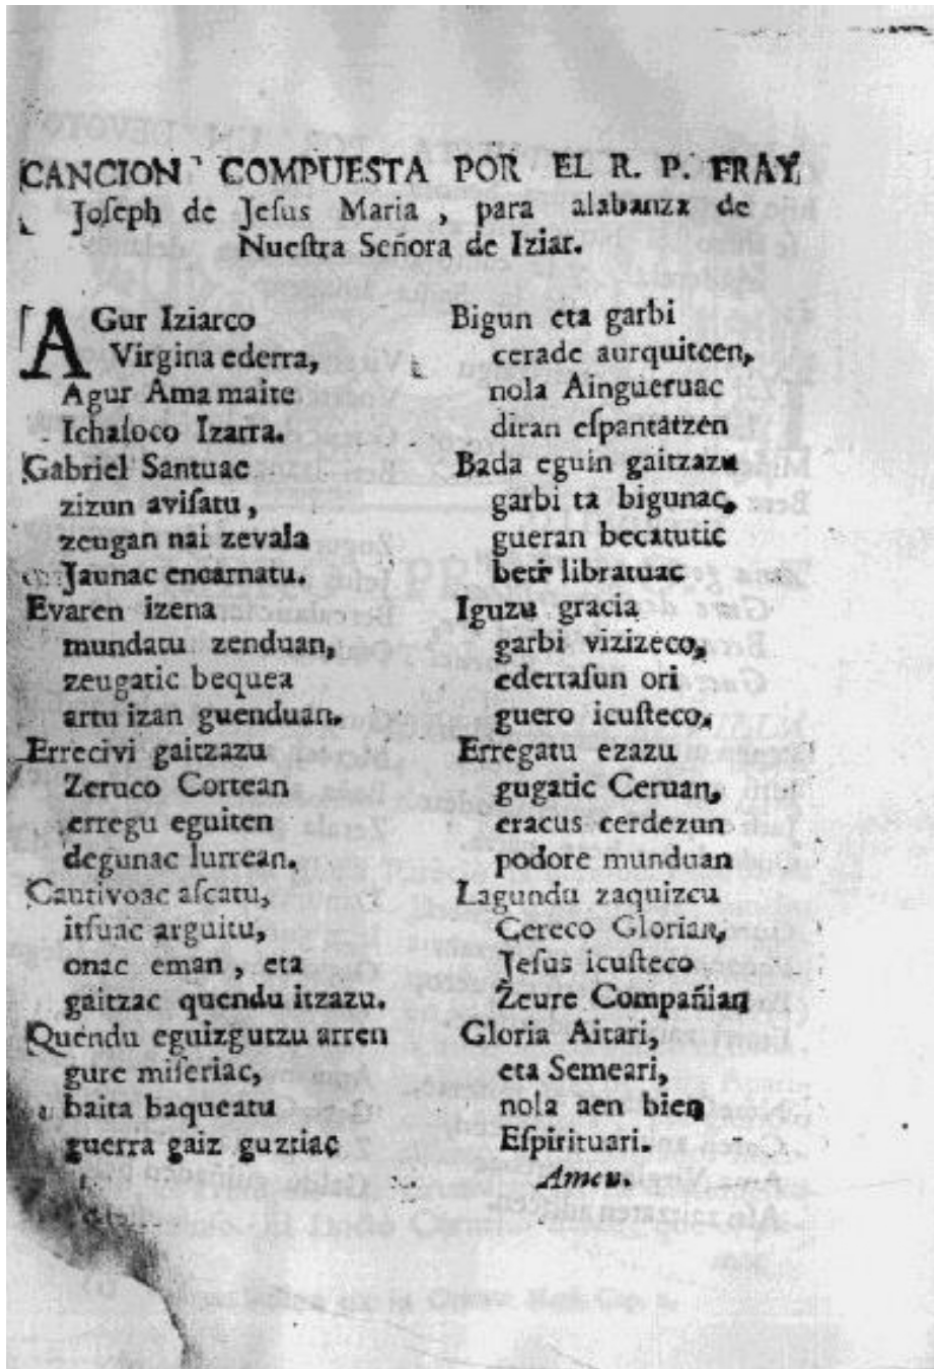 CANCION COMPUESTA POR EL R. P. FRAY
Joſeph de Jeſus Maria , para alabanza de
Nueſtra Señora de Iziar.
AGur Iziarco
Virgina ederra,
Agur Ama maite
Ichaſoco Izarra.
Gabriel Santuac
zizun aviſatu ,
zeugan nai zevala
Jaunac encarnatu.
Evaren izena
mundatu zenduan,
zeugatic bequea
artu izan guenduan.
Errecivi gaitzazu
Zeruco Cortean
erregu eguiten
degunac lurrean.
Cautivoac aſcatu,
itſuac arguitu,
onac eman , eta
gaitzac quendu itzazu.
Quendu eguizgutzu arren
gure miſeriac,
baita baqueatu
guerra gaiz guztiac
Bigun eta garbi
cerade aurquitcen,
nola Aingueruac
diran eſpantatzen
Bada eguin gaitzazu
garbi ta bigunac,
gueran becatutic
betr libratuac
Iguzu gracia
garbi vizizeco,
ederraſun ori
guero icuſteco.
Erregatu ezazu
gugatic Ceruan,
eracus cerdezun
podore munduan
Lagundu zaquizcu
Cereco Glorian,
Jeſus icuſteco
Zeure Compañian
Gloria Aitari,
eta Semeari,
nola aen bien
Eſpirituari.
Amen.